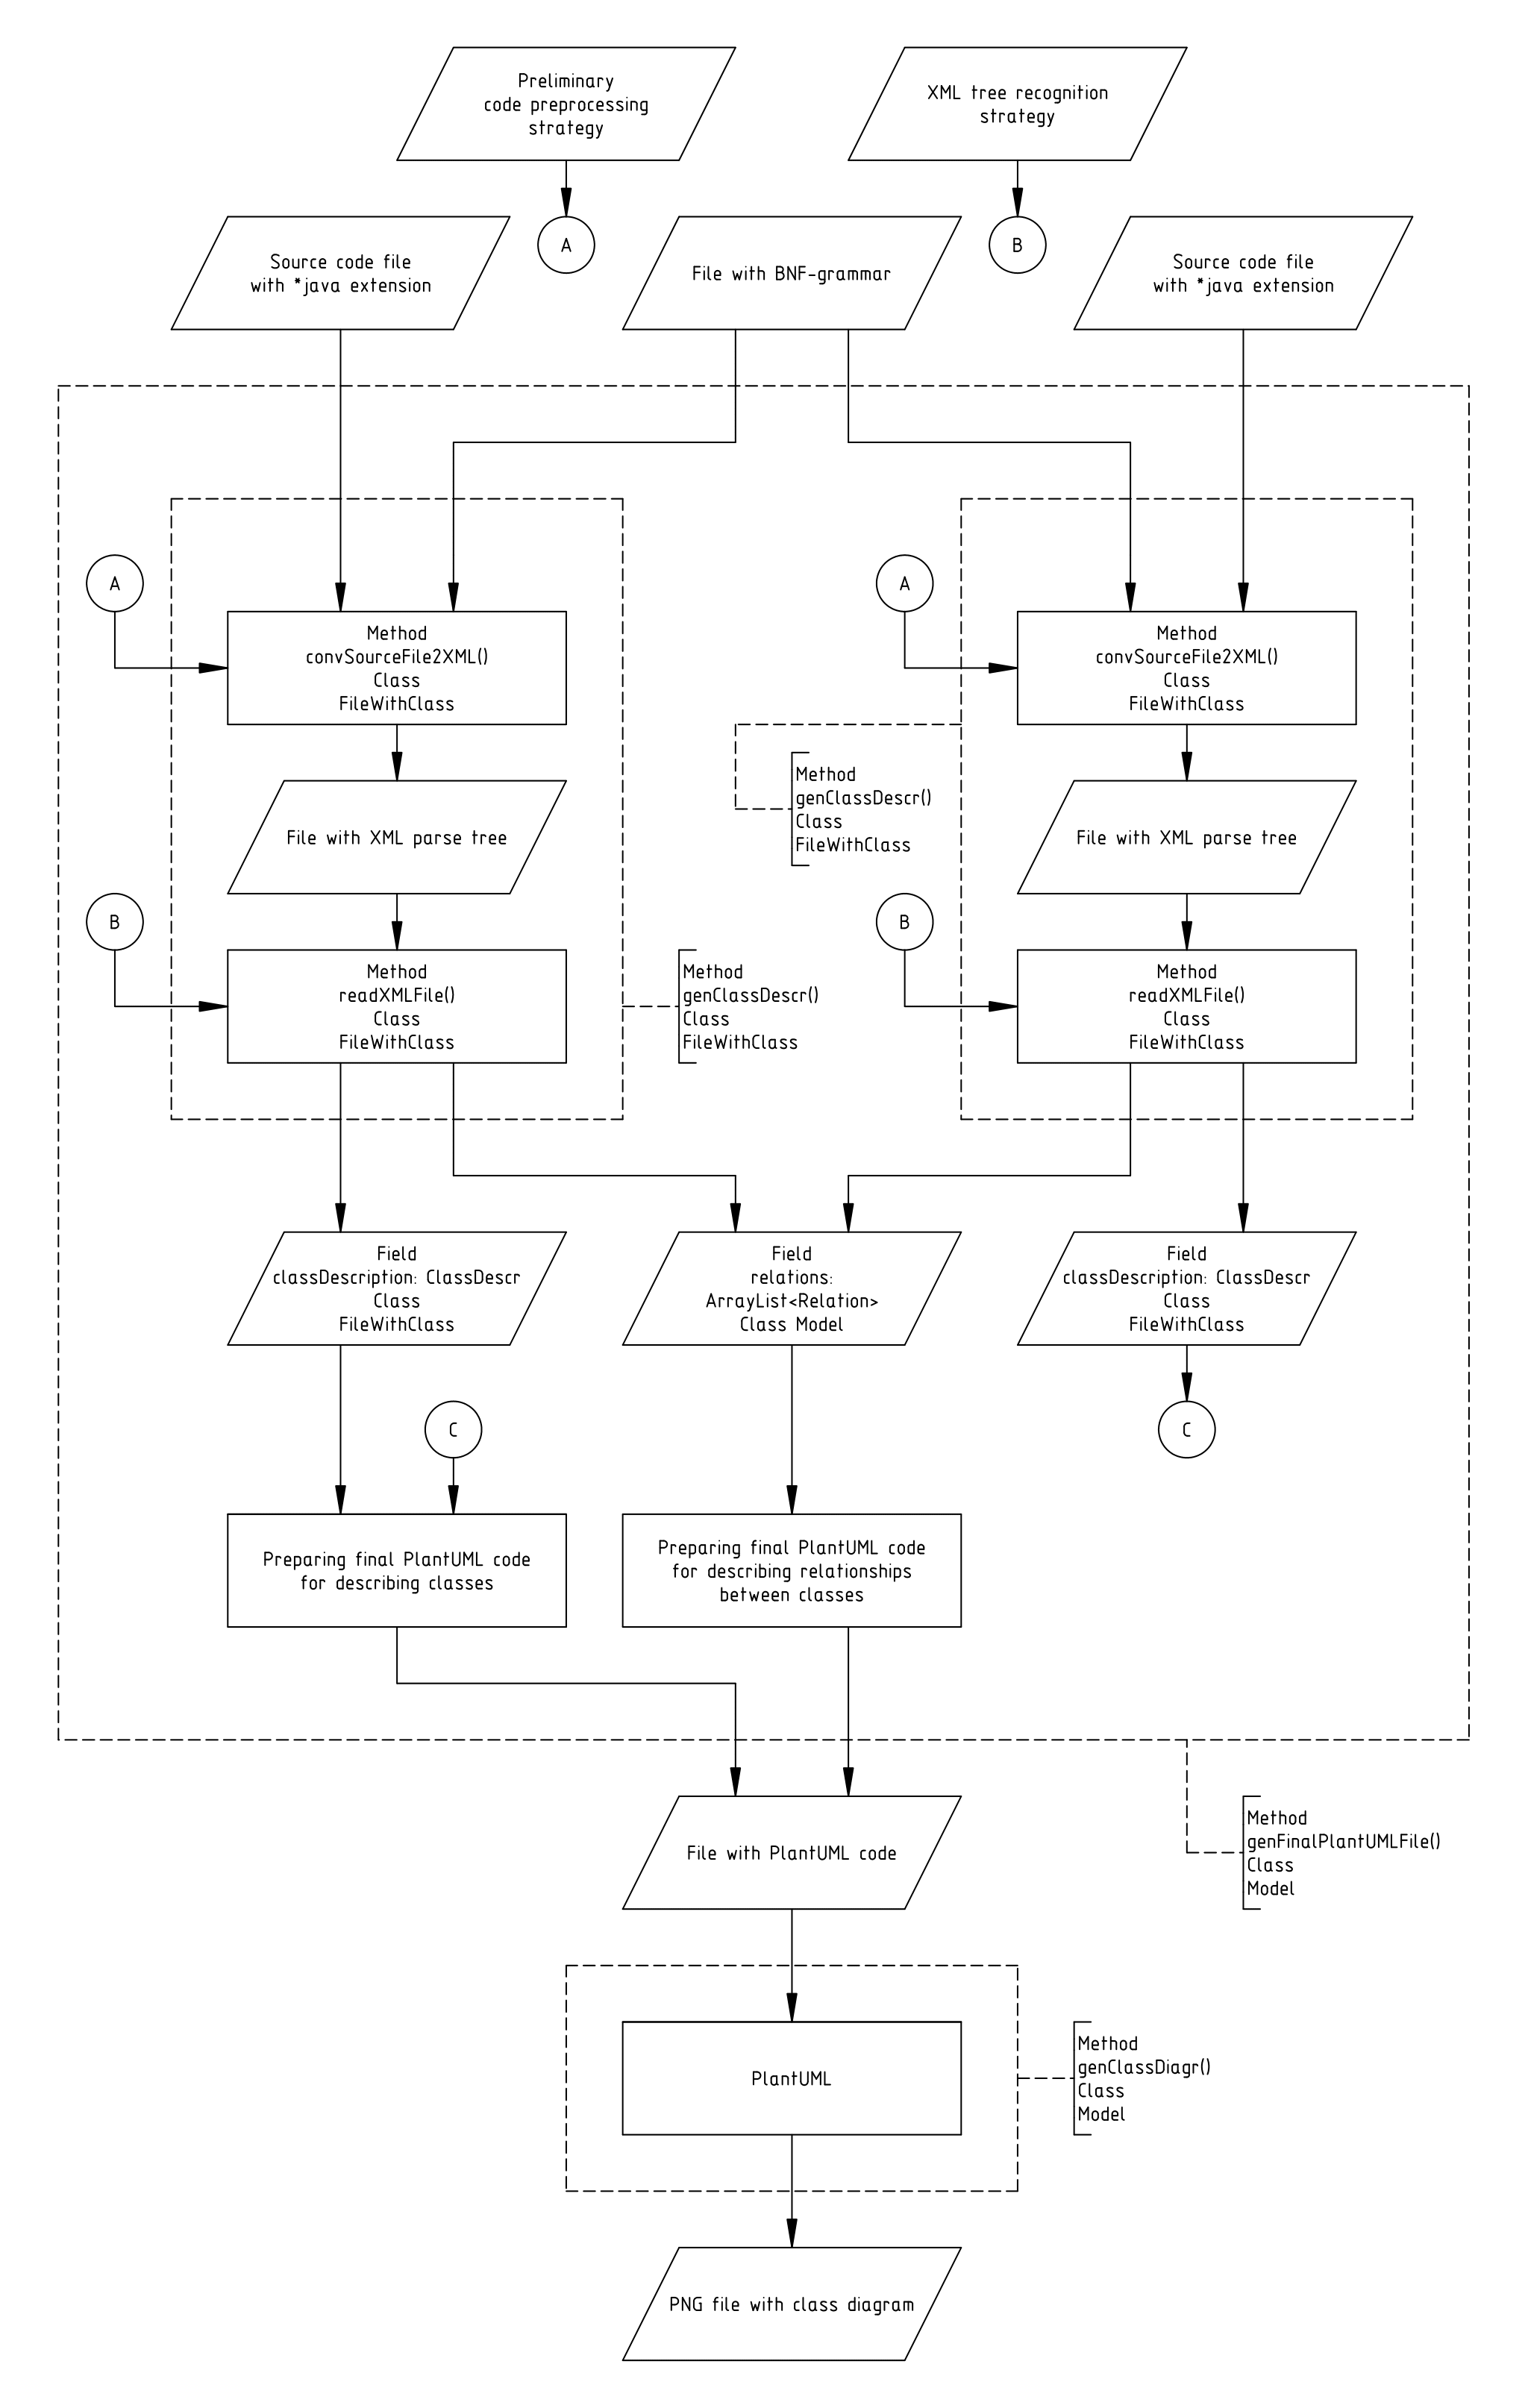 Preliminary
code preprocessing
strategy
XML tree recognition
strategy
A
B
Source code file
with *java extension
File with BNF-grammar
Source code file
with *java extension
A
A
Method
convSourceFile2XML()
Class
FileWithClass
Method
convSourceFile2XML()
Class
FileWithClass
Method
genClassDescr()
Class
FileWithClass
File with XML parse tree
File with XML parse tree
B
B
Method
readXMLFile()
Class
FileWithClass
Method
genClassDescr()
Class
FileWithClass
Method
readXMLFile()
Class
FileWithClass
Field
classDescription: ClassDescr
Class
FileWithClass
Field
relations:
ArrayList<Relation>
Class Model
Field
classDescription: ClassDescr
Class
FileWithClass
C
C
Preparing final PlantUML code
for describing classes
Preparing final PlantUML code
for describing relationships
between classes
File with PlantUML code
Method
genFinalPlantUMLFile()
Class
Model
PlantUML
Method
genClassDiagr()
Class
Model
PNG file with class diagram